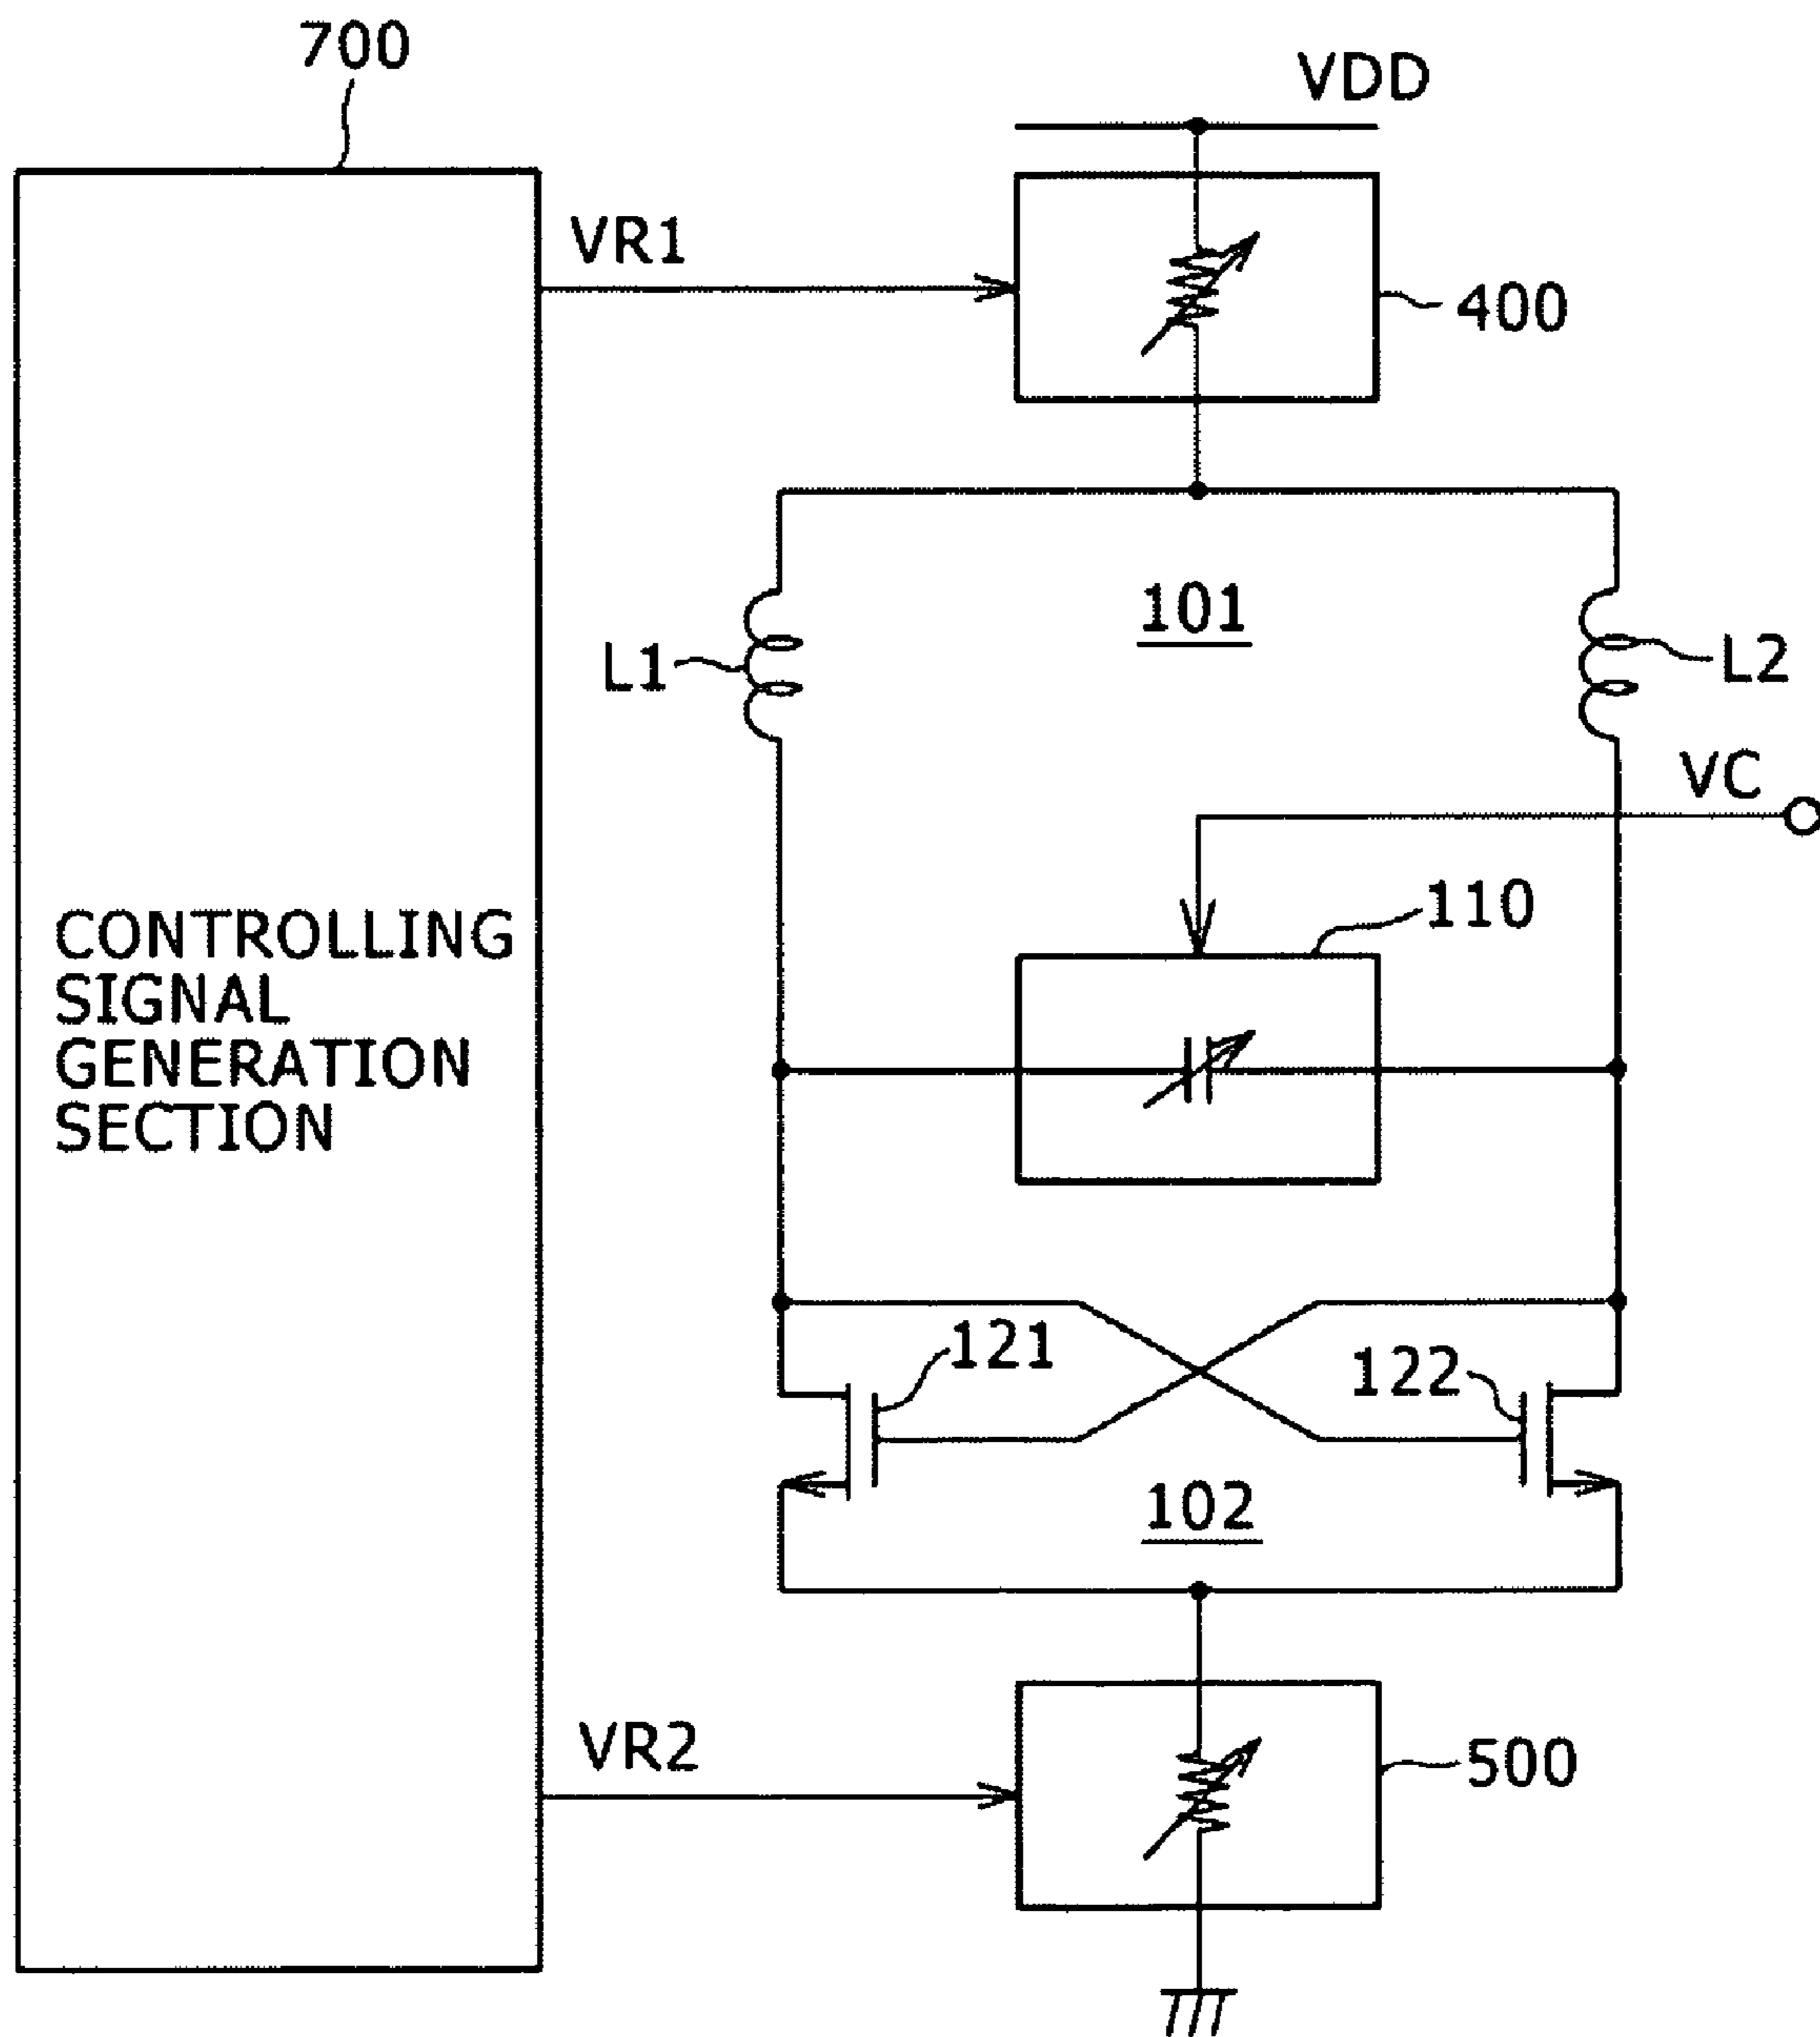 700
VDD
VR1
400
101
L1
L2
VC
110
CONTROLLING
SIGNAL
GENERATION
SECTION
121
122
102
VR2
500